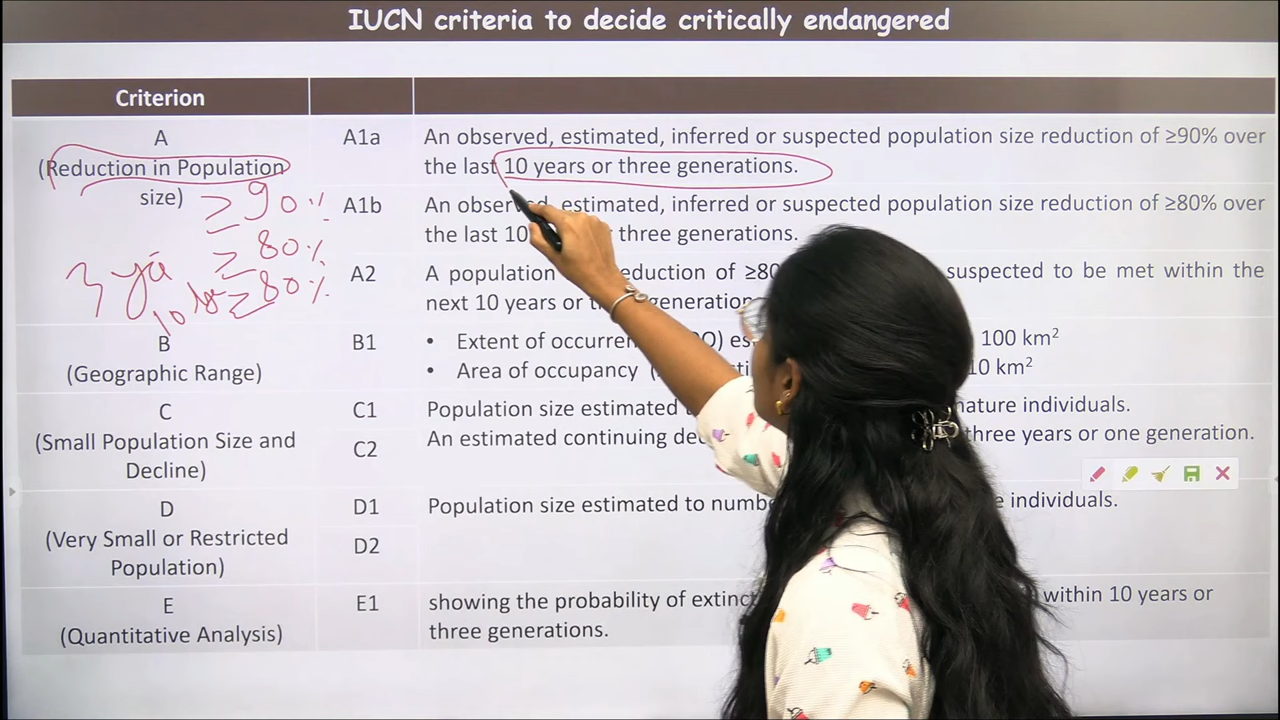 IUCN criteria to decide critically endangered
Criterion
A
(Reduction in Population
size)
≥ 90%
≥ 80%
≥ 80%
3
10
A1a
An observed, estimated, inferred or suspected population size reduction of ≥90% over
the last 10 years or three generations.
A1b
An observed, estimated, inferred or suspected population size reduction of ≥80% over
the last 10 three generations.
A2
A population reduction of ≥80 suspected to be met within the
next 10 years or generation
B
(Geographic Range)
B1
• Extent of 100 km²
• Area of occupancy 10 km²
C
(Small Population Size and
Decline)
C1
Population size estimated individuals.
C2
An estimated continuing three years or one generation.
D
(Very Small or Restricted
Population)
D1
Population size estimated to individuals.
D2
E
(Quantitative Analysis)
E1
showing the probability of within 10 years or
three generations.